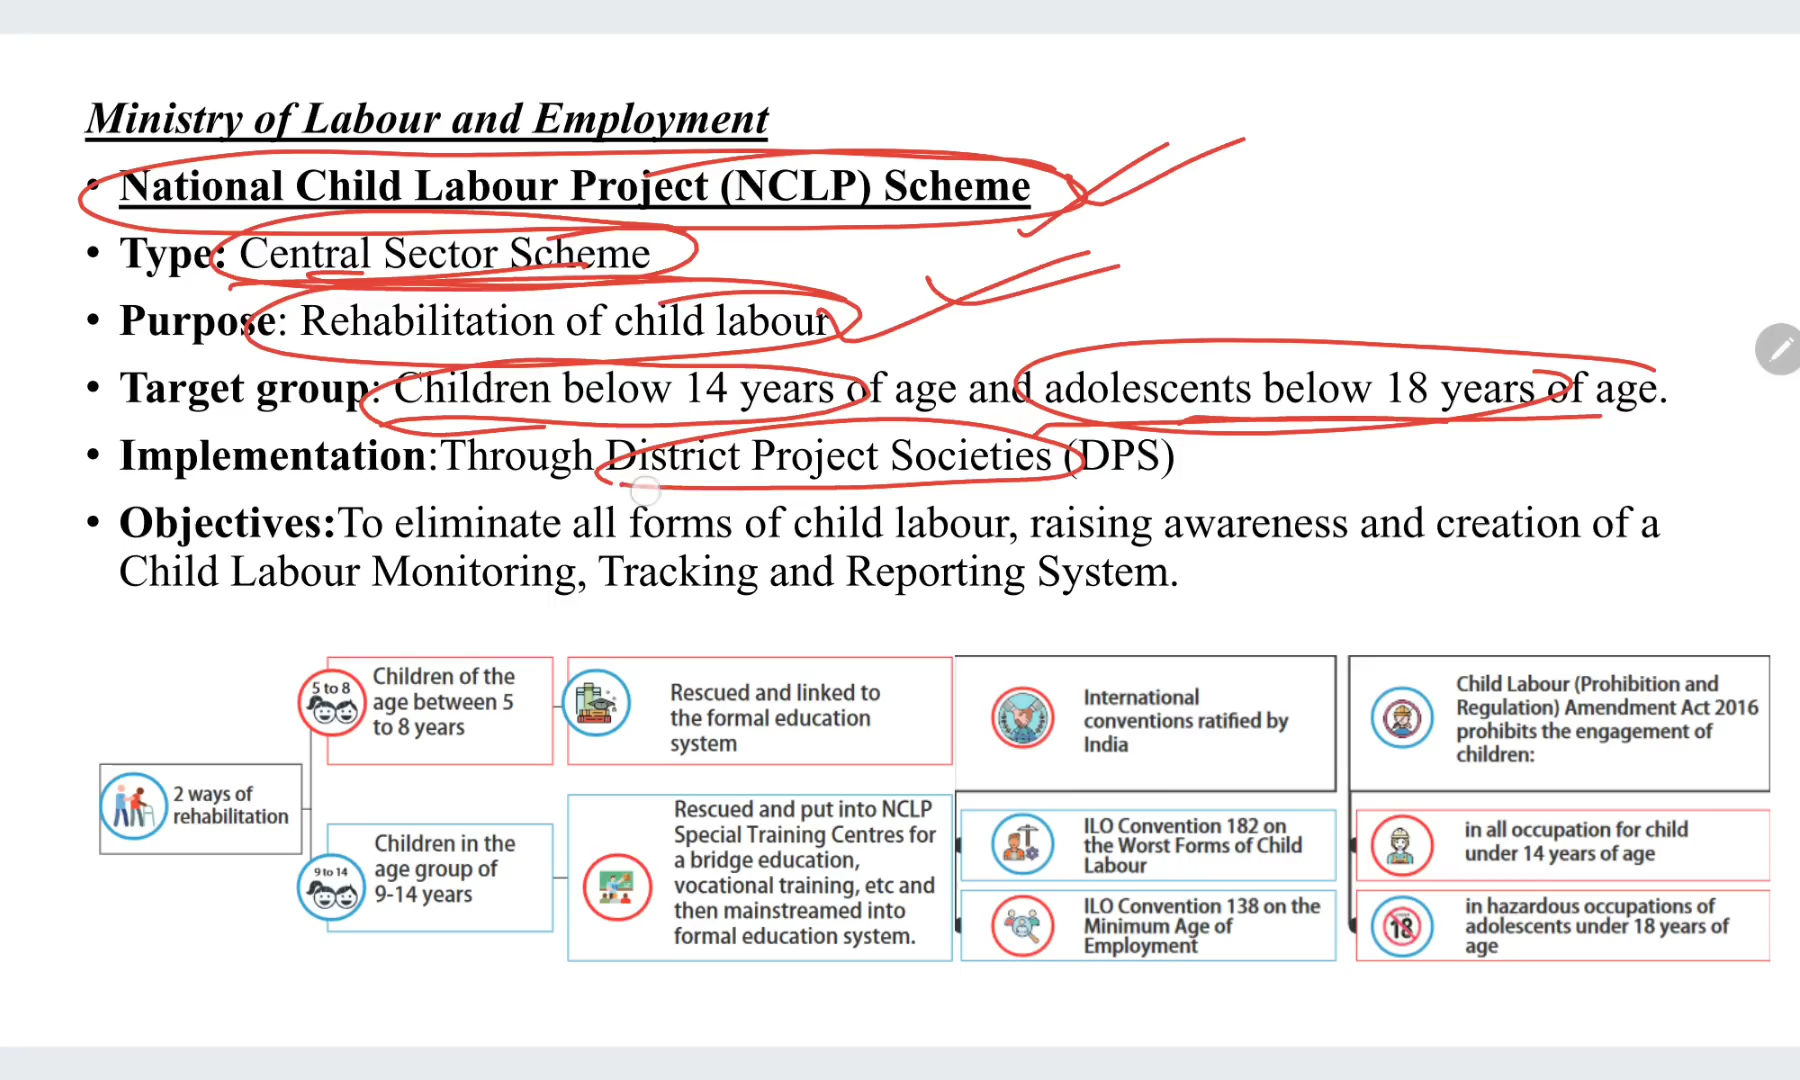 Ministry of Labour and Employment
• National Child Labour Project (NCLP) Scheme
• Type: Central Sector Scheme
• Purpose: Rehabilitation of child labour
• Target group: Children below 14 years of age and adolescents below 18 years of age.
• Implementation:Through District Project Societies (DPS)
• Objectives:To eliminate all forms of child labour, raising awareness and creation of a
Child Labour Monitoring, Tracking and Reporting System.
2 ways of
rehabilitation
5 to 8
Children of the
age between 5
to 8 years
Rescued and linked to
the formal education
system
9 to 14
Children in the
age group of
9-14 years
Rescued and put into NCLP
Special Training Centres for
a bridge education,
vocational training, etc and
then mainstreamed into
formal education system.
International
conventions ratified by
India
ILO Convention 182 on
the Worst Forms of Child
Labour
ILO Convention 138 on the
Minimum Age of
Employment
Child Labour (Prohibition and
Regulation) Amendment Act 2016
prohibits the engagement of
children:
in all occupation for child
under 14 years of age
18
in hazardous occupations of
adolescents under 18 years of
age